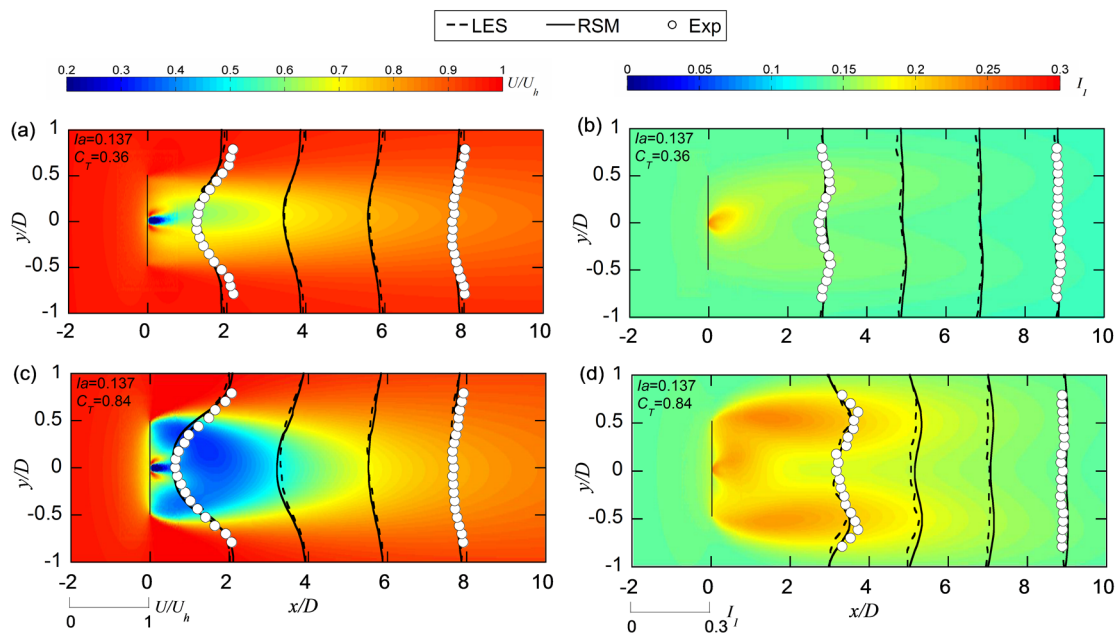 LES RSM Exp
0.2 0.3 0.4 0.5 0.6 0.7 0.8 0.9 1
U/U_h
0 0.05 0.1 0.15 0.2 0.25 0.3
I_1
(a)
Ia=0.137
C_T=0.36
1
0.5
0
-0.5
-1
y/D
-2 0 2 4 6 8 10
(b)
Ia=0.137
C_T=0.36
1
0.5
0
-0.5
-1
y/D
-2 0 2 4 6 8 10
(c)
Ia=0.137
C_T=0.84
1
0.5
0
-0.5
-1
y/D
-2 0 2 4 6 8 10
U/U_h
0 1
x/D
(d)
Ia=0.137
C_T=0.84
1
0.5
0
-0.5
-1
y/D
-2 0 2 4 6 8 10
I_1
0 0.3
x/D